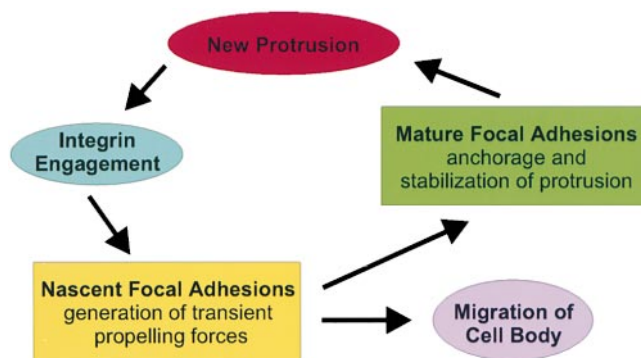 New Protrusion
Integrin
Engagement
Mature Focal Adhesions
anchorage and
stabilization of protrusion
Nascent Focal Adhesions
generation of transient
propelling forces
Migration of
Cell Body